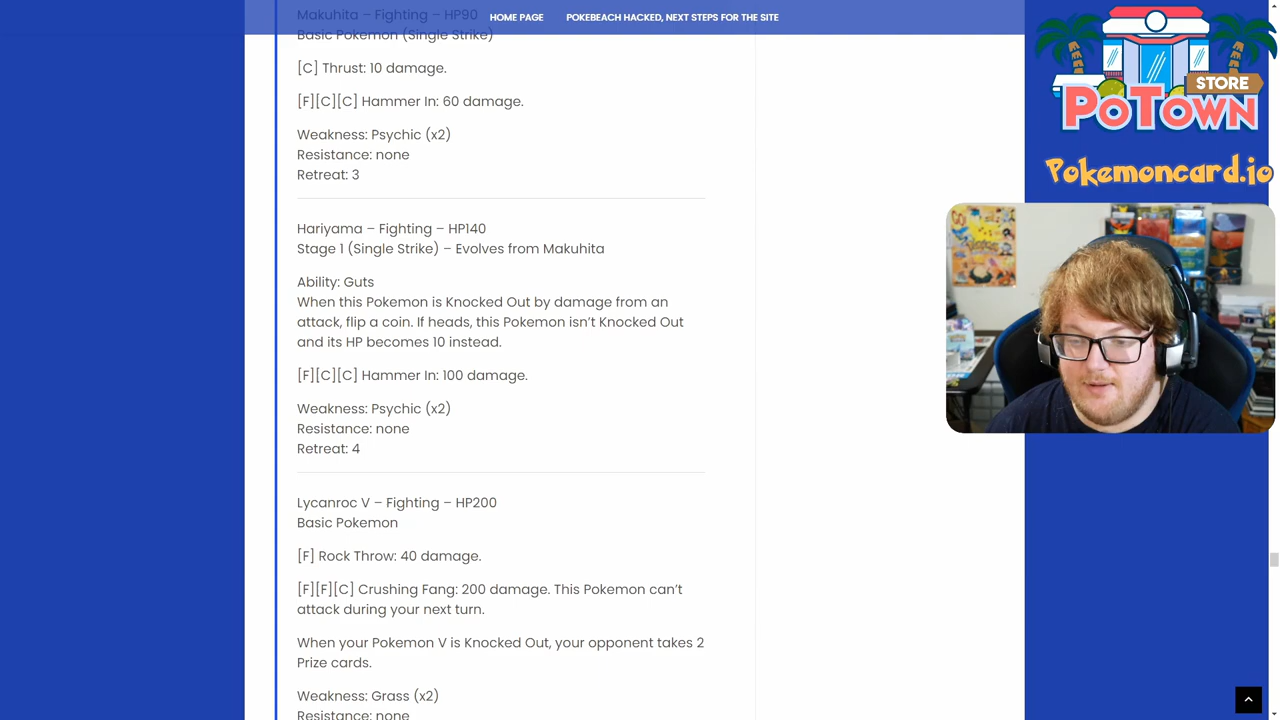 HOME PAGE
POKEBEACH HACKED, NEXT STEPS FOR THE SITE
Makuhita – Fighting – HP90
Basic Pokemon (Single Strike)
[C] Thrust: 10 damage.
[F][C][C] Hammer In: 60 damage.
Weakness: Psychic (x2)
Resistance: none
Retreat: 3
Hariyama – Fighting – HP140
Stage 1 (Single Strike) – Evolves from Makuhita
Ability: Guts
When this Pokemon is Knocked Out by damage from an
attack, flip a coin. If heads, this Pokemon isn’t Knocked Out
and its HP becomes 10 instead.
[F][C][C] Hammer In: 100 damage.
Weakness: Psychic (x2)
Resistance: none
Retreat: 4
Lycanroc V – Fighting – HP200
Basic Pokemon
[F] Rock Throw: 40 damage.
[F][F][C] Crushing Fang: 200 damage. This Pokemon can’t
attack during your next turn.
When your Pokemon V is Knocked Out, your opponent takes 2
Prize cards.
Weakness: Grass (x2)
Resistance: none
STORE
POTOWN
Pokemoncard.io